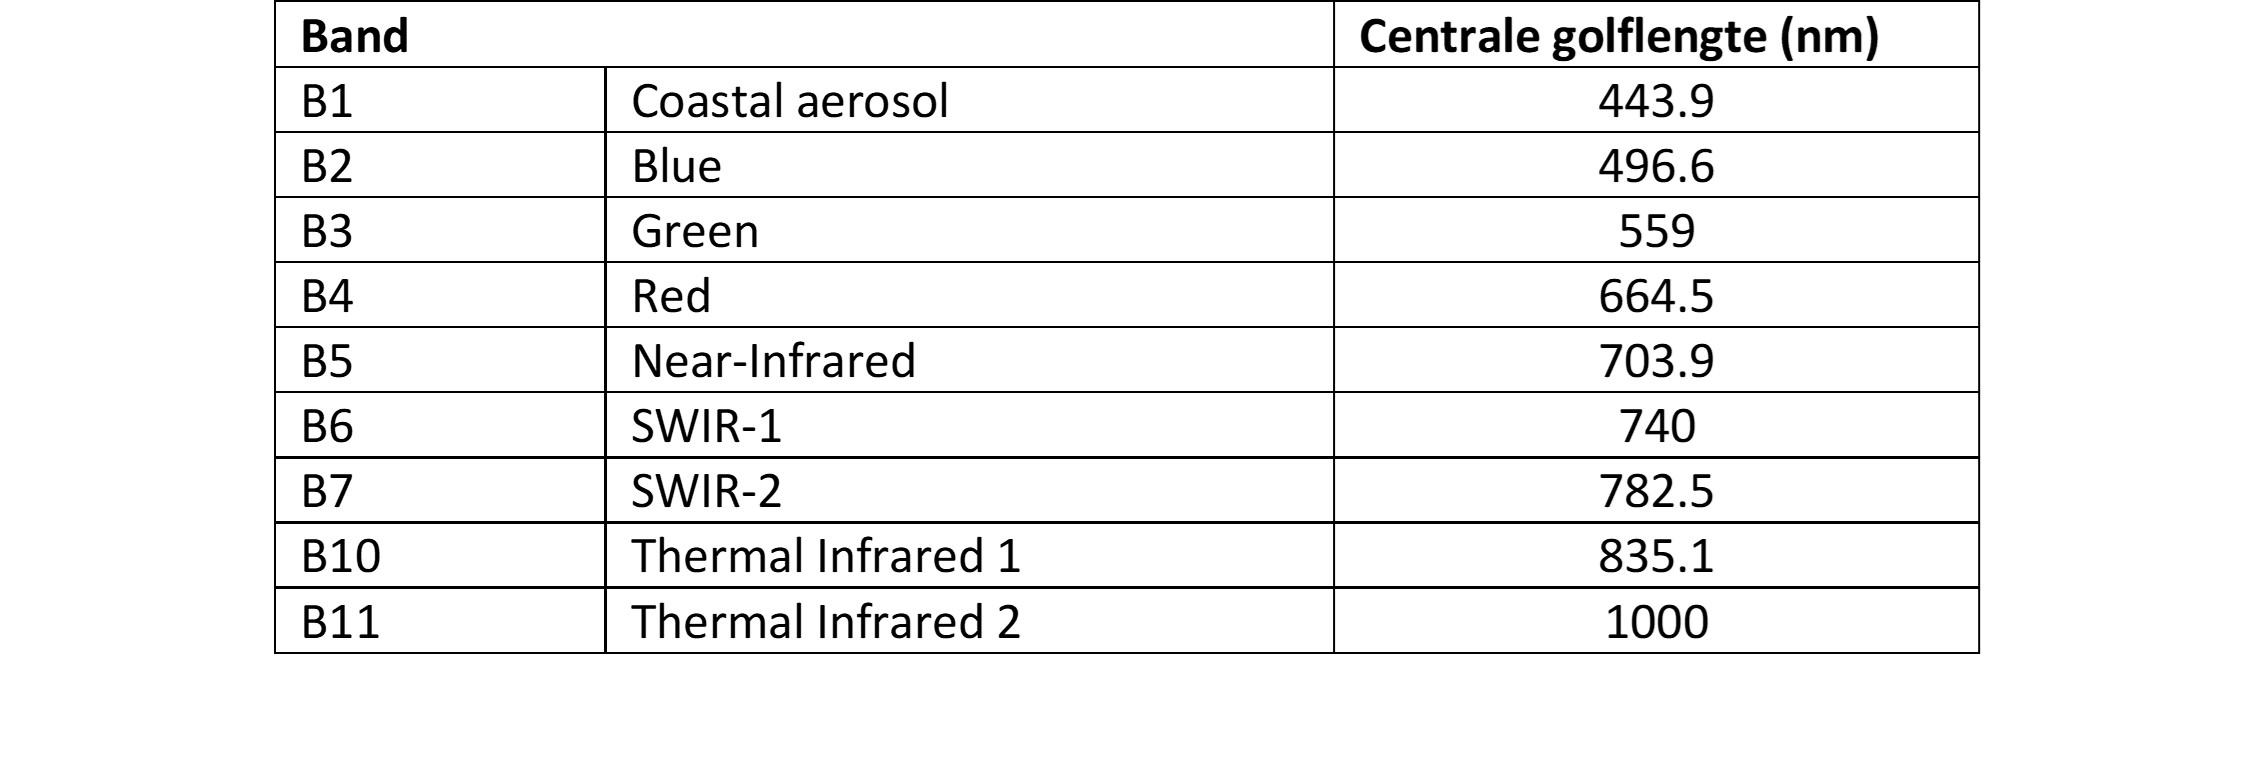 Band Centrale golflengte (nm)
B1 Coastal aerosol 443.9
B2 Blue 496.6
B3 Green 559
B4 Red 664.5
B5 Near-Infrared 703.9
B6 SWIR-1 740
B7 SWIR-2 782.5
B10 Thermal Infrared 1 835.1
B11 Thermal Infrared 2 1000